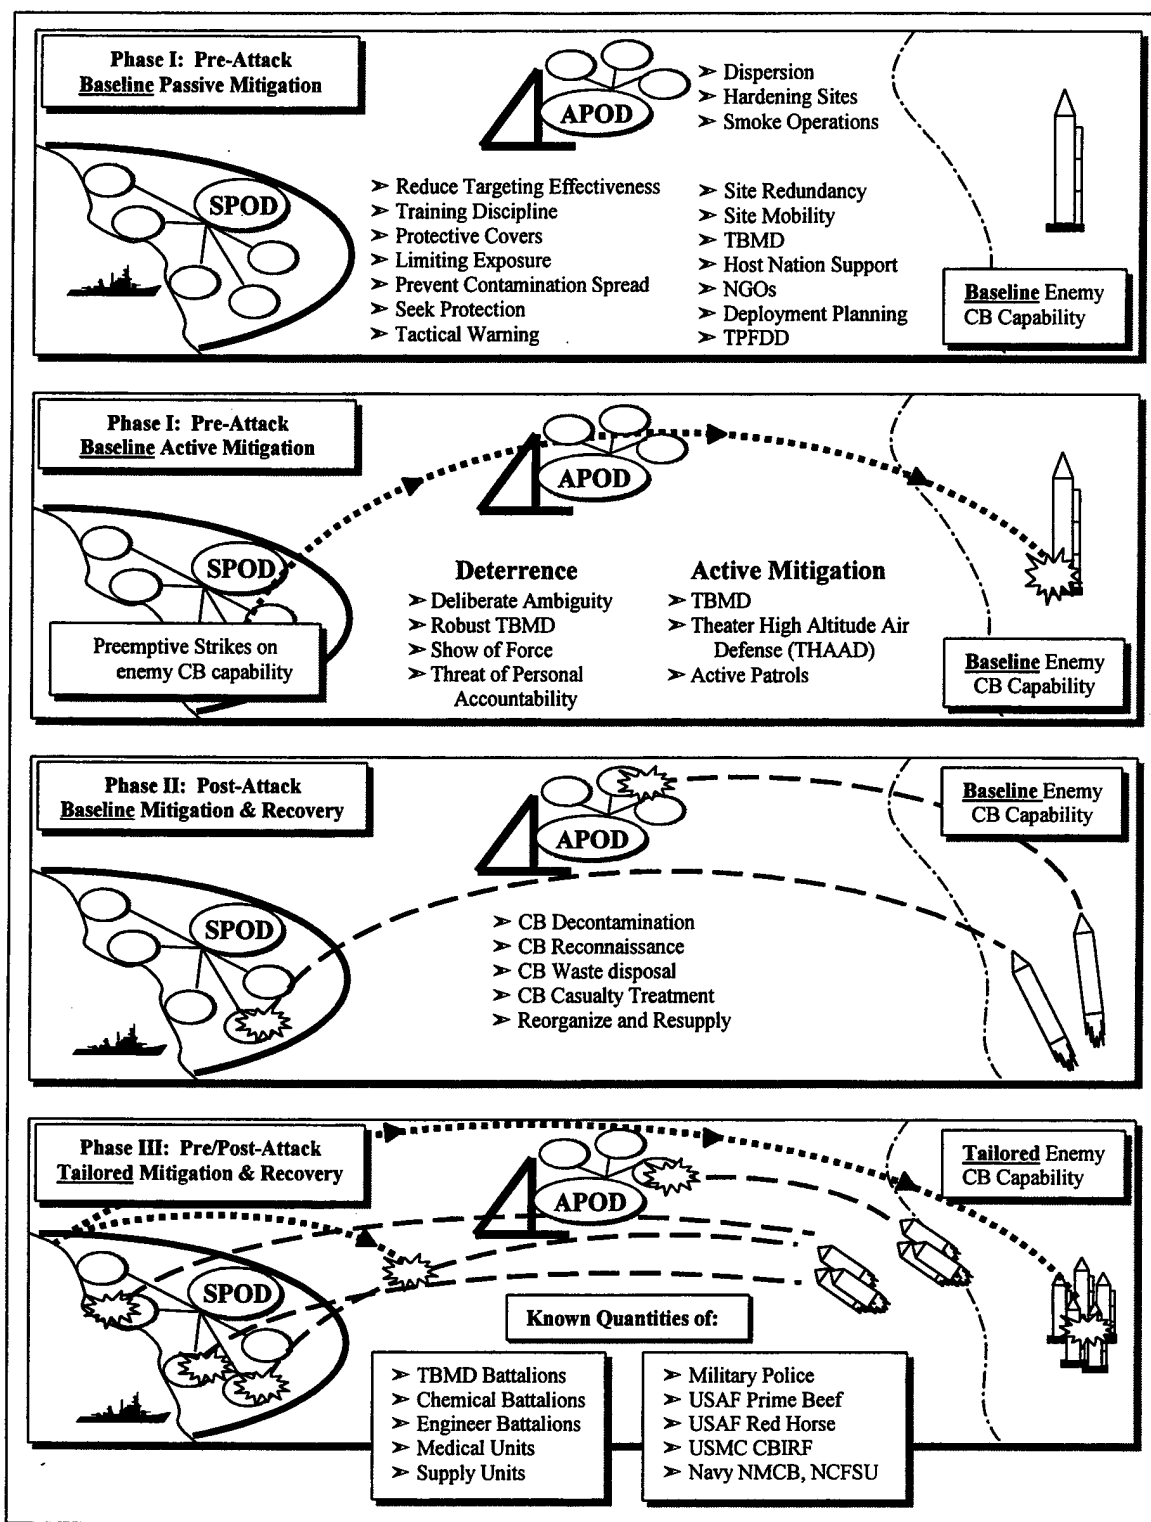 Phase I: Pre-Attack
Baseline Passive Mitigation
APOD
➢ Dispersion
➢ Hardening Sites
➢ Smoke Operations
SPOD
➢ Reduce Targeting Effectiveness
➢ Training Discipline
➢ Protective Covers
➢ Limiting Exposure
➢ Prevent Contamination Spread
➢ Seek Protection
➢ Tactical Warning
➢ Site Redundancy
➢ Site Mobility
➢ TBMD
➢ Host Nation Support
➢ NGOs
➢ Deployment Planning
➢ TPFDD
Baseline Enemy
CB Capability
Phase I: Pre-Attack
Baseline Active Mitigation
APOD
SPOD
Preemptive Strikes on
enemy CB capability
Deterrence
➢ Deliberate Ambiguity
➢ Robust TBMD
➢ Show of Force
➢ Threat of Personal
Accountability
Active Mitigation
➢ TBMD
➢ Theater High Altitude Air
Defense (THAAD)
➢ Active Patrols
Baseline Enemy
CB Capability
Phase II: Post-Attack
Baseline Mitigation & Recovery
APOD
Baseline Enemy
CB Capability
SPOD
➢ CB Decontamination
➢ CB Reconnaissance
➢ CB Waste disposal
➢ CB Casualty Treatment
➢ Reorganize and Resupply
Phase III: Pre/Post-Attack
Tailored Mitigation & Recovery
APOD
Tailored Enemy
CB Capability
SPOD
Known Quantities of:
➢ TBMD Battalions
➢ Chemical Battalions
➢ Engineer Battalions
➢ Medical Units
➢ Supply Units
➢ Military Police
➢ USAF Prime Beef
➢ USAF Red Horse
➢ USMC CBIRF
➢ Navy NMCB, NCFSU